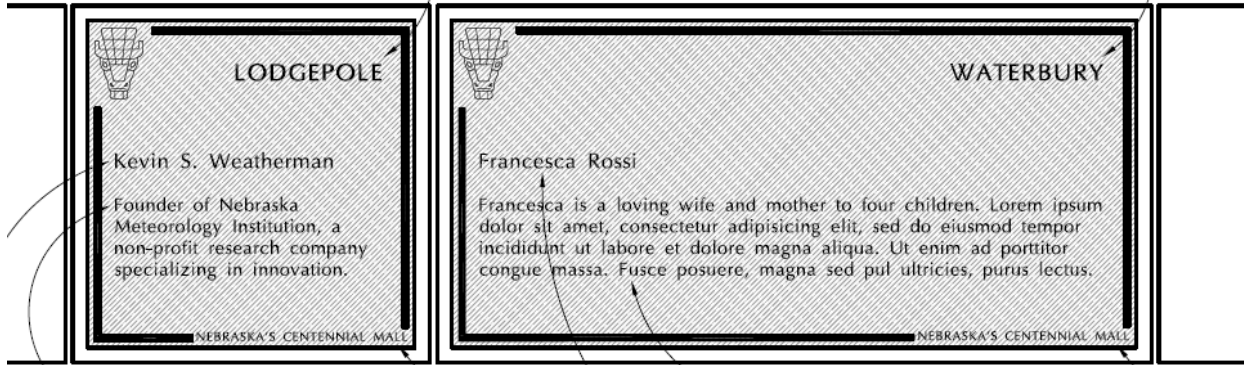 LODGEPOLE
Kevin S. Weatherman
Founder of Nebraska
Meteorology Institution, a
non-profit research company
specializing in innovation.
NEBRASKA'S CENTENNIAL MALL
WATERBURY
Francesca Rossi
Francesca is a loving wife and mother to four children. Lorem ipsum
dolor sit amet, consectetur adipisicing elit, sed do eiusmod tempor
incididunt ut labore et dolore magna aliqua. Ut enim ad porttitor
congue massa. Fusce posuere, magna sed pul ultricies, purus lectus.
NEBRASKA'S CENTENNIAL MALL